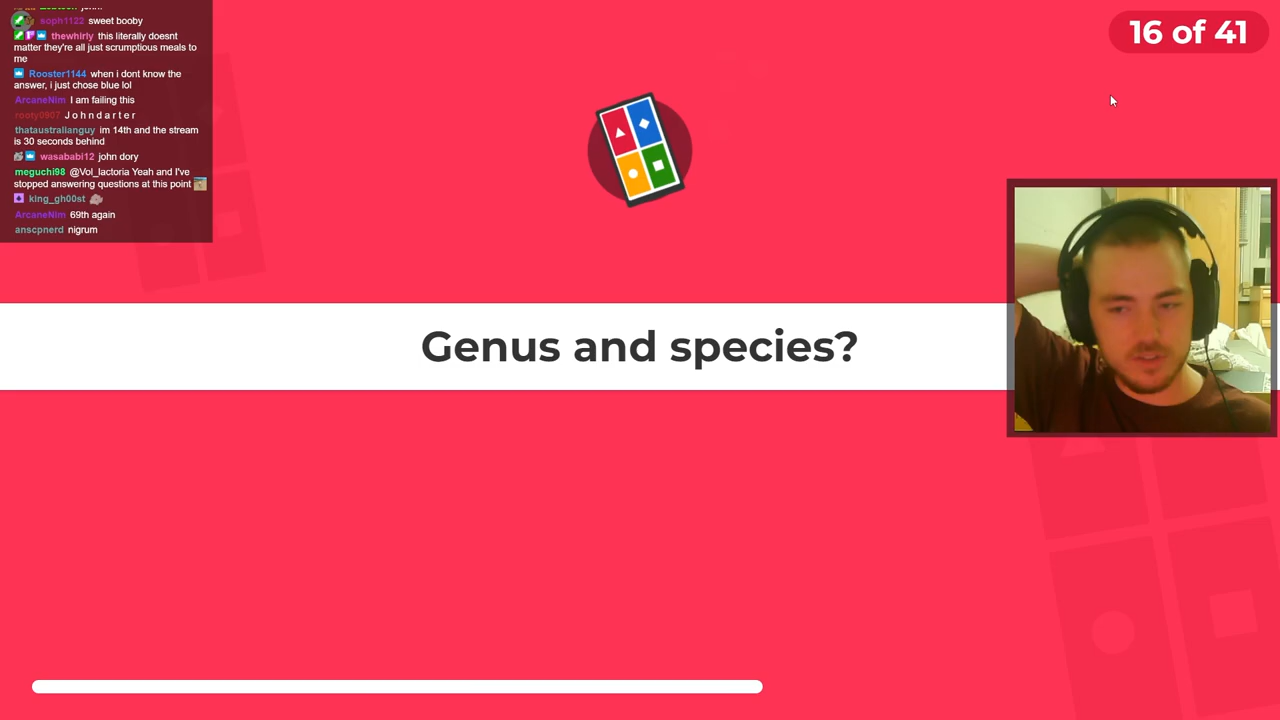 soph1122 sweet booby
thewhirly this literally doesnt
matter they're all just scrumptious meals to
me
Rooster1144 when i dont know the
answer, i just chose blue lol
ArcaneNim I am failing this
rooty0907 J o h n d a r t e r
thataustralianguy im 14th and the stream
is 30 seconds behind
wasababi12 john dory
meguchi98 @Vol_lactoria Yeah and I've
stopped answering questions at this point
king_gh00st
ArcaneNim 69th again
anscpnerd nigrum
16 of 41
Genus and species?